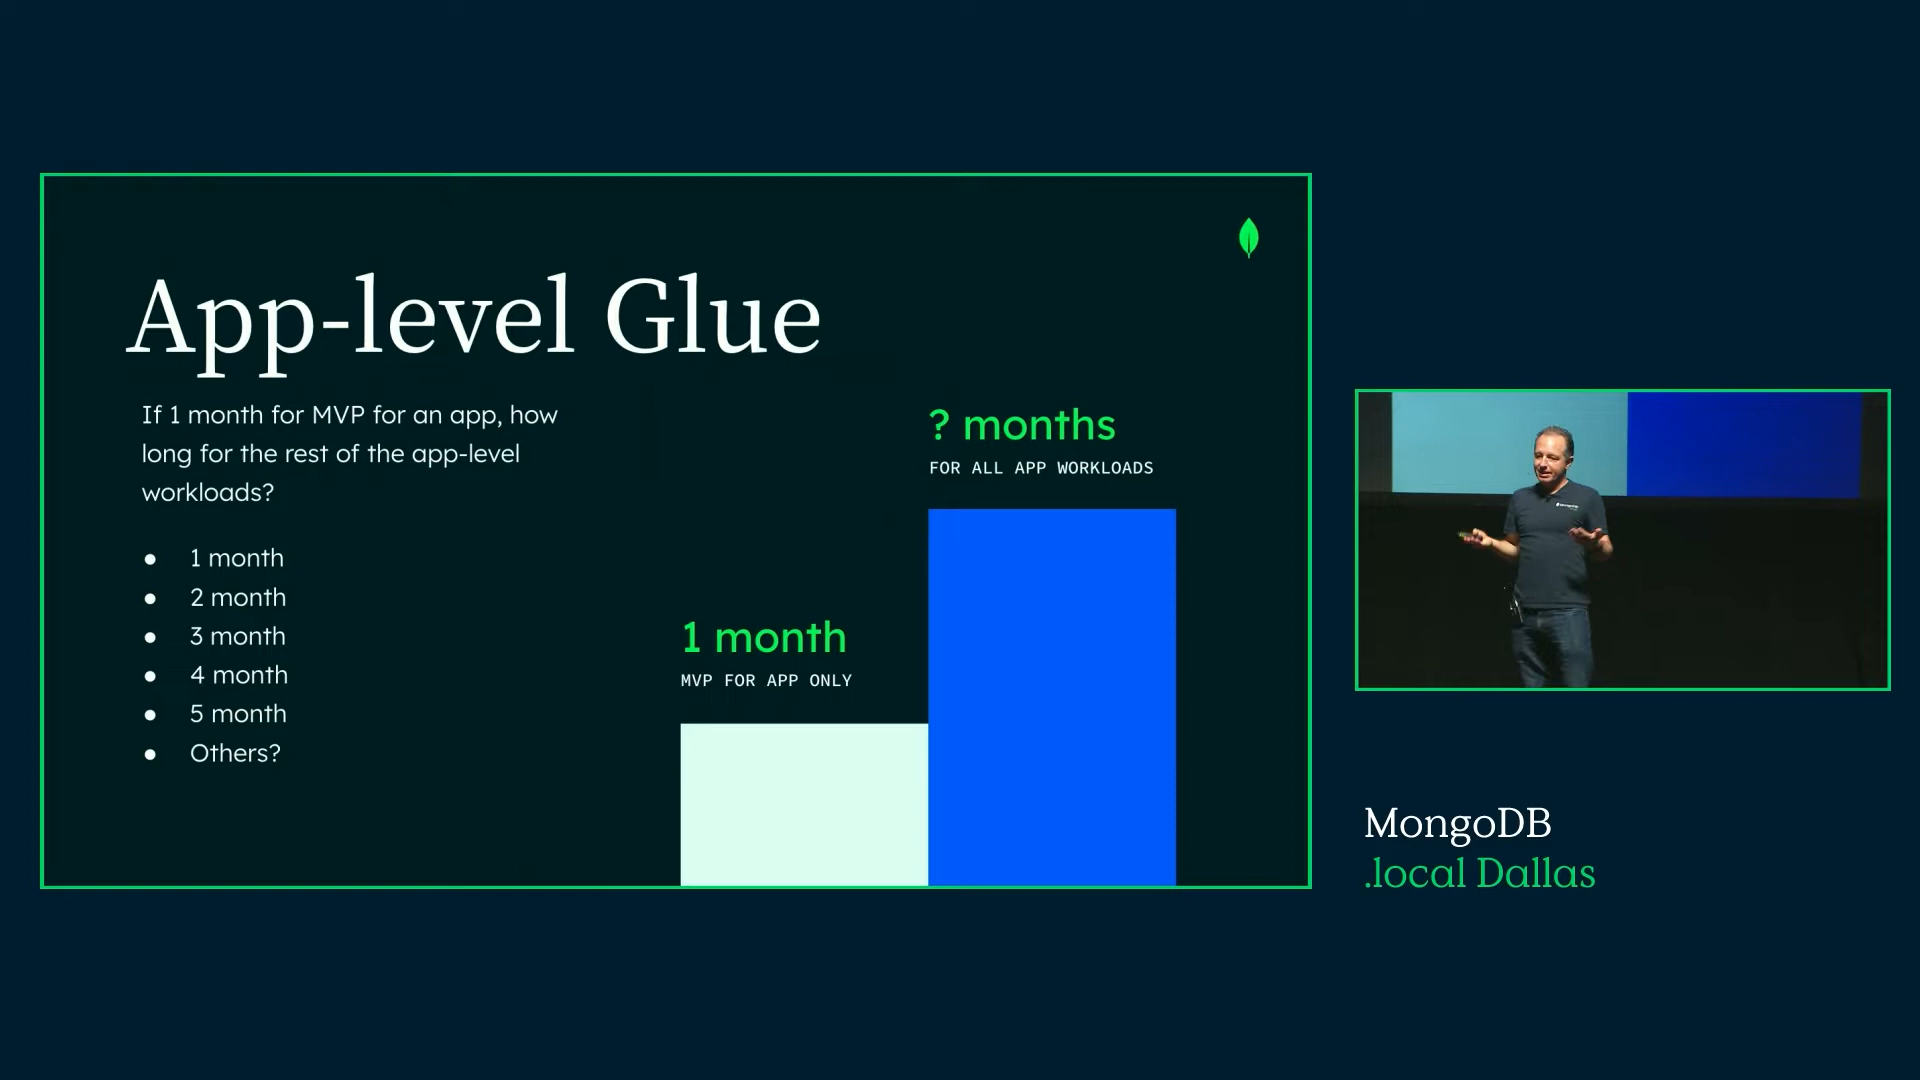 App-level Glue
If 1 month for MVP for an app, how
long for the rest of the app-level
workloads?
● 1 month
● 2 month
● 3 month
● 4 month
● 5 month
● Others?
1 month
MVP FOR APP ONLY
? months
FOR ALL APP WORKLOADS
MongoDB
.local Dallas